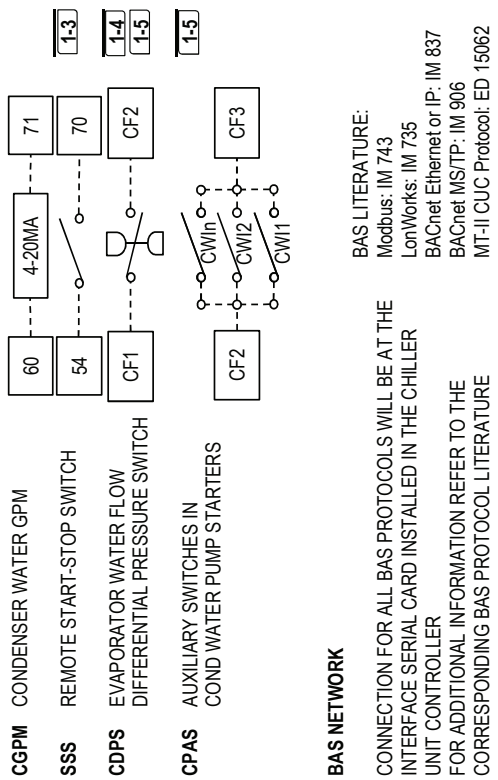 CGPM CONDENSER WATER GPM 60 4-20MA 71
SSS REMOTE START-STOP SWITCH 54 70 1-3
CDPS EVAPORATOR WATER FLOW
DIFFERENTIAL PRESSURE SWITCH
CF1 CF2 1-4
1-5
CPAS AUXILIARY SWITCHES IN
COND WATER PUMP STARTERS
CF2 CF3 1-5
CWIn
CWI2
CWI1
BAS NETWORK
CONNECTION FOR ALL BAS PROTOCOLS WILL BE AT THE
INTERFACE SERIAL CARD INSTALLED IN THE CHILLER
UNIT CONTROLLER
FOR ADDITIONAL INFORMATION REFER TO THE
CORRESPONDING BAS PROTOCOL LITERATURE
BAS LITERATURE:
Modbus: IM 743
LonWorks: IM 735
BACnet Ethernet or IP: IM 837
BACnet MS/TP: IM 906
MT-II CUC Protocol: ED 15062